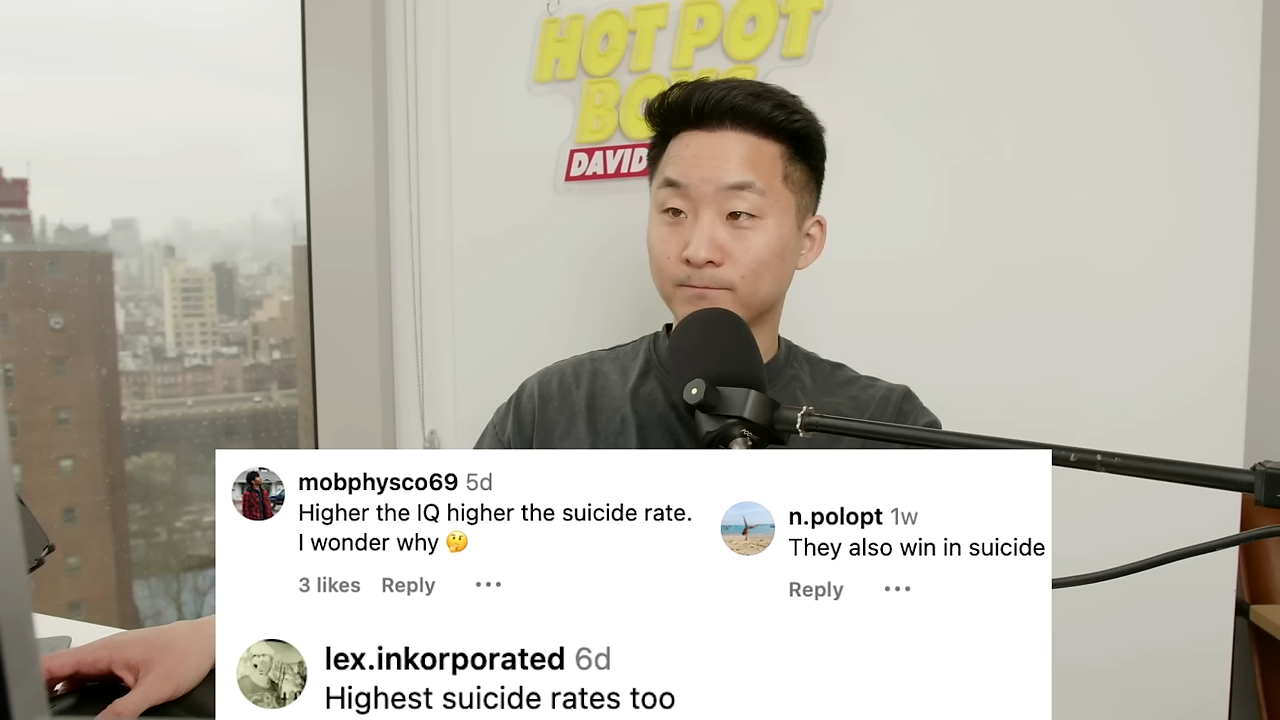 HOT POT
DAVID
mobphysco69 5d
Higher the IQ higher the suicide rate.
I wonder why 🤔
3 likes Reply •••
n.polopt 1w
They also win in suicide
Reply •••
lex.inkorporated 6d
Highest suicide rates too